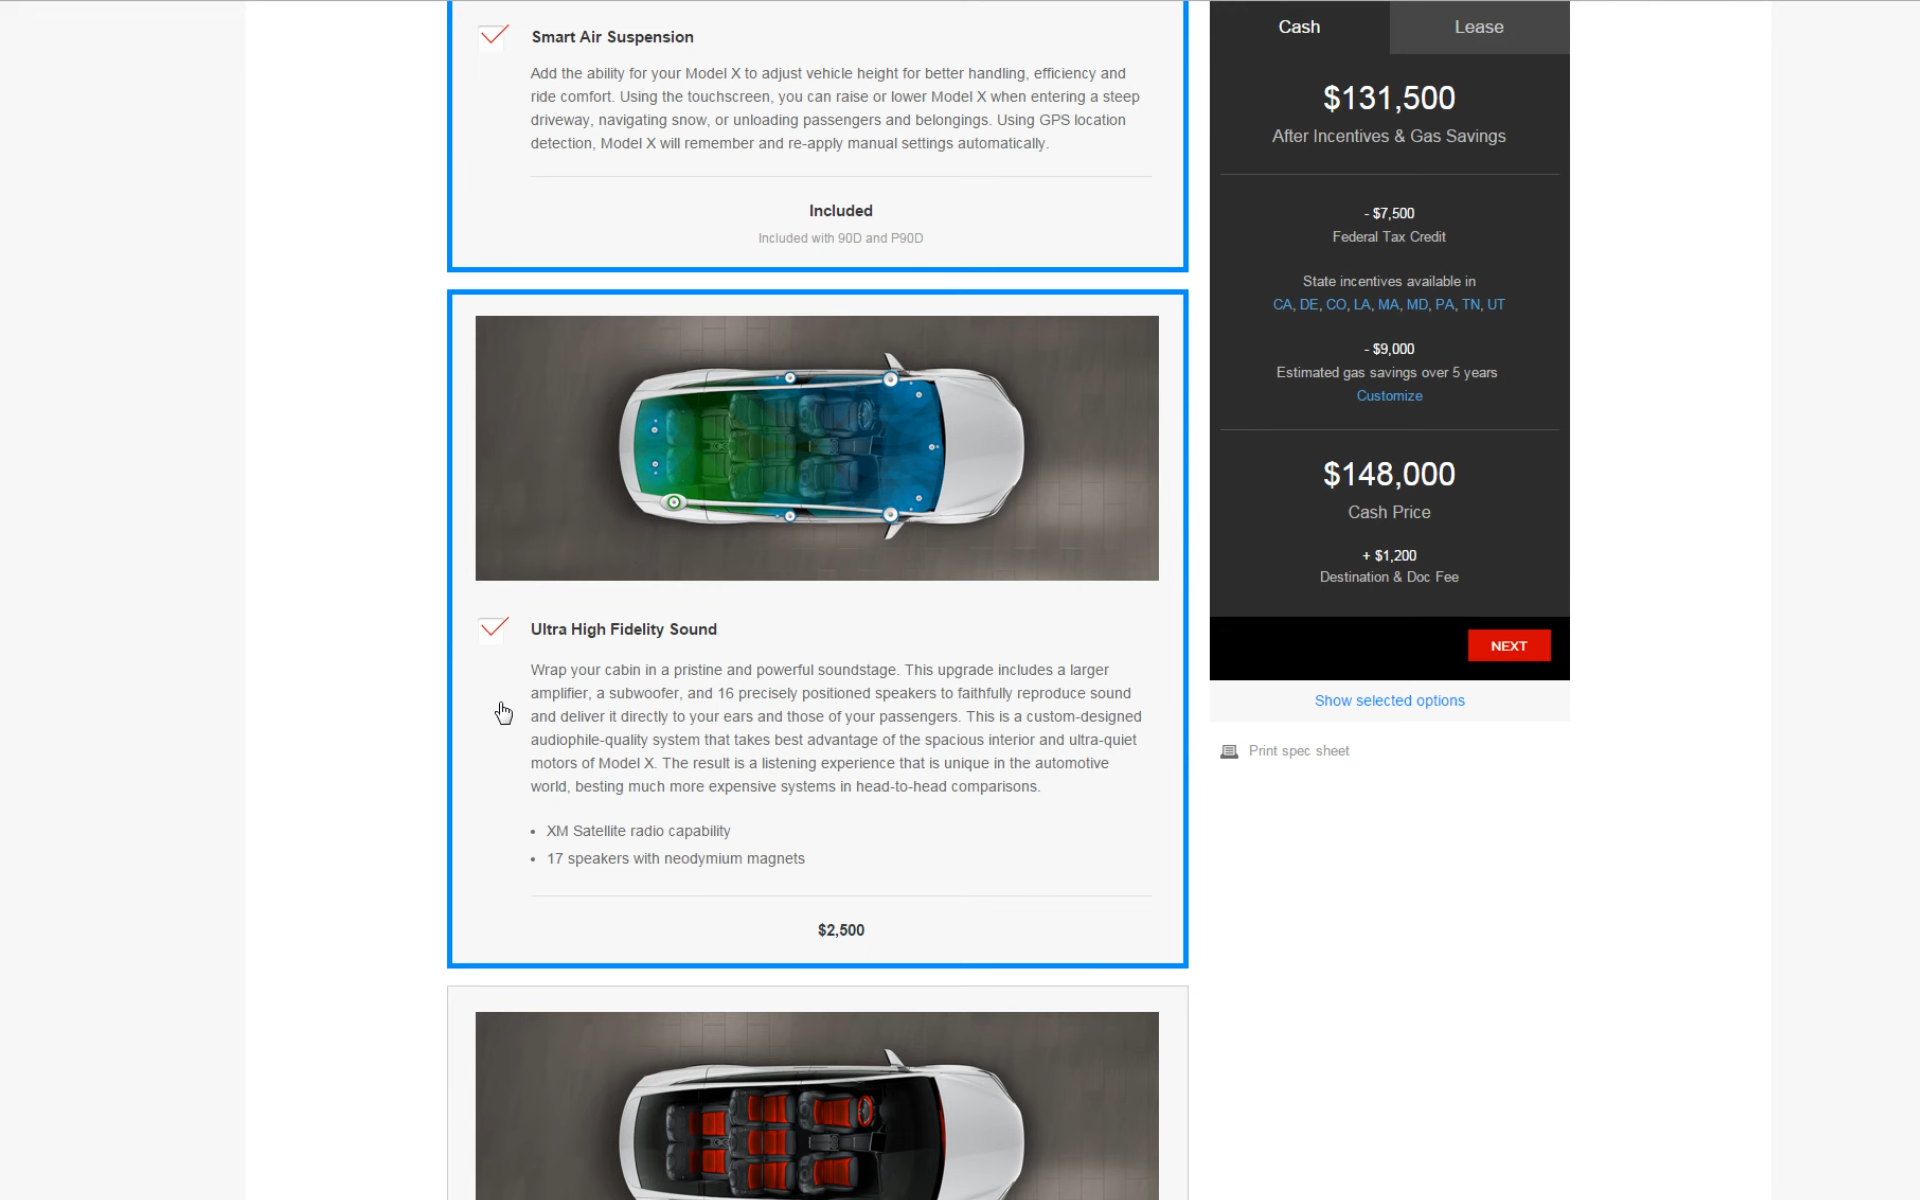 Smart Air Suspension
Add the ability for your Model X to adjust vehicle height for better handling, efficiency and
ride comfort. Using the touchscreen, you can raise or lower Model X when entering a steep
driveway, navigating snow, or unloading passengers and belongings. Using GPS location
detection, Model X will remember and re-apply manual settings automatically.
Included
Included with 90D and P90D
Ultra High Fidelity Sound
Wrap your cabin in a pristine and powerful soundstage. This upgrade includes a larger
amplifier, a subwoofer, and 16 precisely positioned speakers to faithfully reproduce sound
and deliver it directly to your ears and those of your passengers. This is a custom-designed
audiophile-quality system that takes best advantage of the spacious interior and ultra-quiet
motors of Model X. The result is a listening experience that is unique in the automotive
world, besting much more expensive systems in head-to-head comparisons.
• XM Satellite radio capability
• 17 speakers with neodymium magnets
$2,500
Cash Lease
$131,500
After Incentives & Gas Savings
- $7,500
Federal Tax Credit
State incentives available in
CA, DE, CO, LA, MA, MD, PA, TN, UT
- $9,000
Estimated gas savings over 5 years
Customize
$148,000
Cash Price
+ $1,200
Destination & Doc Fee
NEXT
Show selected options
Print spec sheet